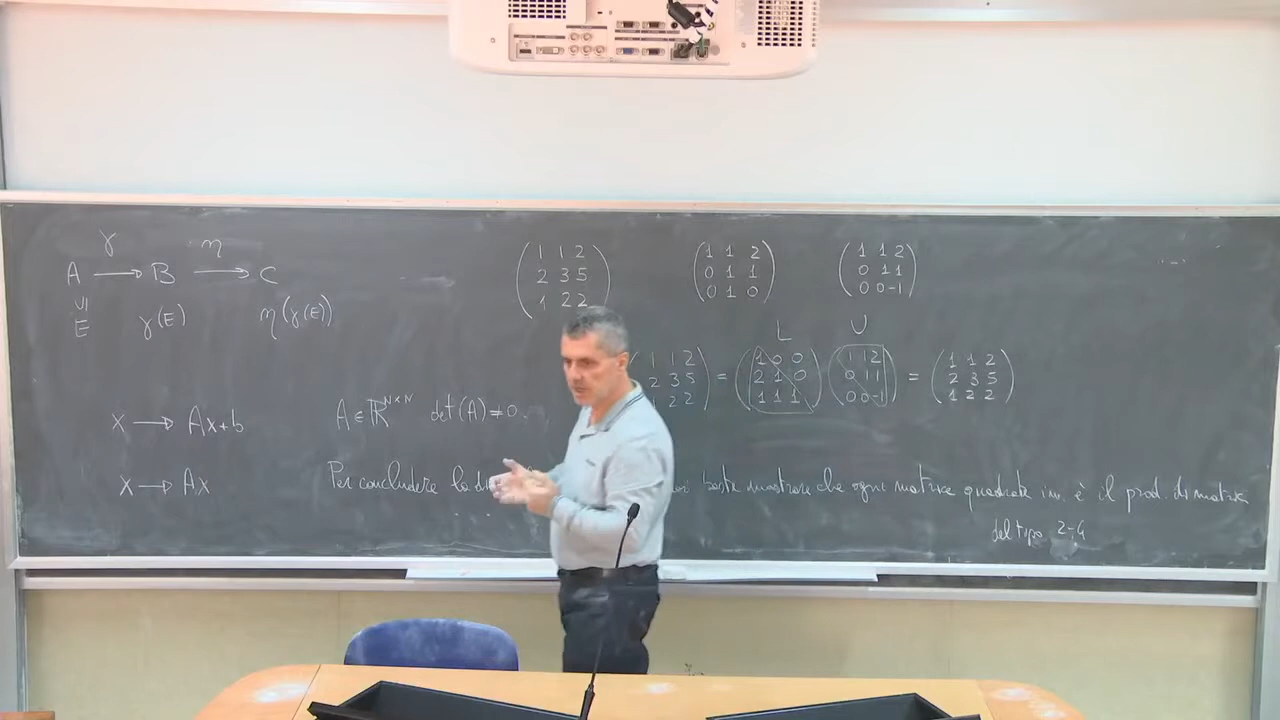 γ η
A → B → C
⊆
E γ(E) η(γ(E))
( 1 1 2 ; 2 3 5 ; 1 2 2 ) ( 1 1 2 ; 0 1 1 ; 0 1 0 ) ( 1 1 2 ; 0 1 1 ; 0 0 -1 )
L U
1 1 2 ; 2 3 5 ; 1 2 2 ) = ( 1 0 0 ; 2 1 0 ; 1 1 1 ) ( 1 1 2 ; 0 1 1 ; 0 0 -1 ) = ( 1 1 2 ; 2 3 5 ; 1 2 2 )
x → Ax+b A ∈ ℝ^{N×N} det(A) ≠ 0.
x → Ax
Per concludere la basta mostrare che ogni matrice quadrata inv. è il prod. di matrici
del tipo 2-4